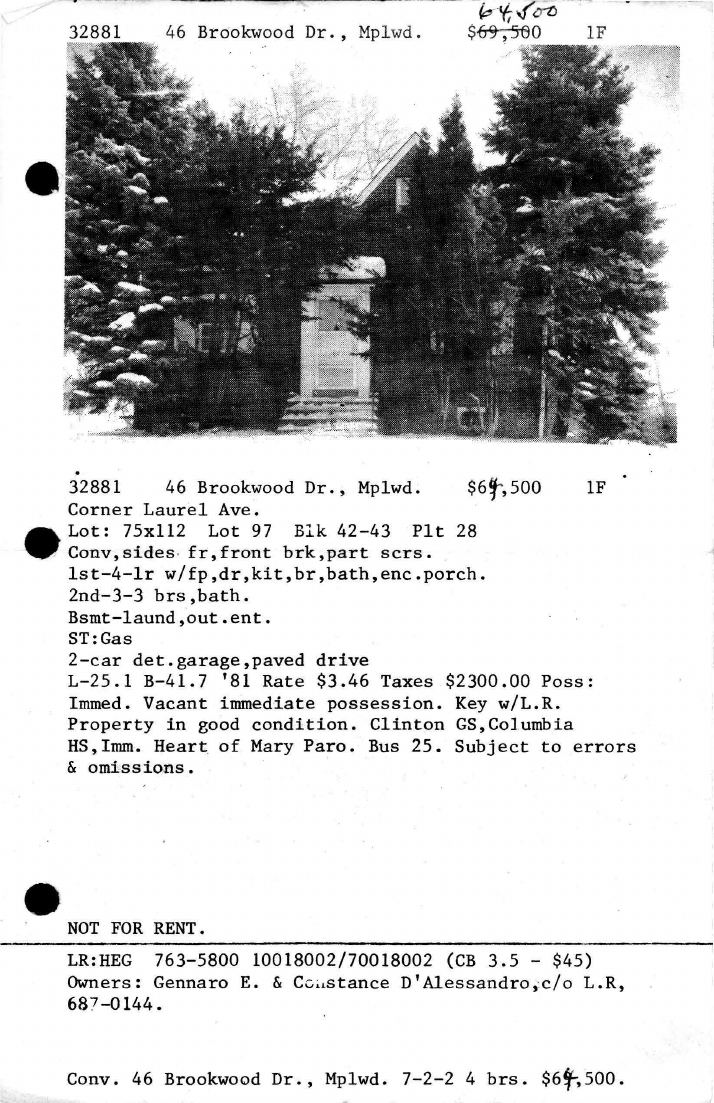 64,500
32881 46 Brookwood Dr., Mplwd. $69,500 1F
32881 46 Brookwood Dr., Mplwd. $64,500 1F
Corner Laurel Ave.
Lot: 75x112 Lot 97 Blk 42-43 Plt 28
Conv,sides fr,front brk,part scrs.
1st-4-lr w/fp,dr,kit,br,bath,enc.porch.
2nd-3-3 brs,bath.
Bsmt-laund,out.ent.
ST:Gas
2-car det.garage,paved drive
L-25.1 B-41.7 '81 Rate $3.46 Taxes $2300.00 Poss:
Immed. Vacant immediate possession. Key w/L.R.
Property in good condition. Clinton GS,Columbia
HS,Imm. Heart of Mary Paro. Bus 25. Subject to errors
& omissions.
NOT FOR RENT.
LR:HEG 763-5800 10018002/70018002 (CB 3.5 - $45)
Owners: Gennaro E. & Constance D'Alessandro,c/o L.R,
687-0144.
Conv. 46 Brookwood Dr., Mplwd. 7-2-2 4 brs. $64,500.